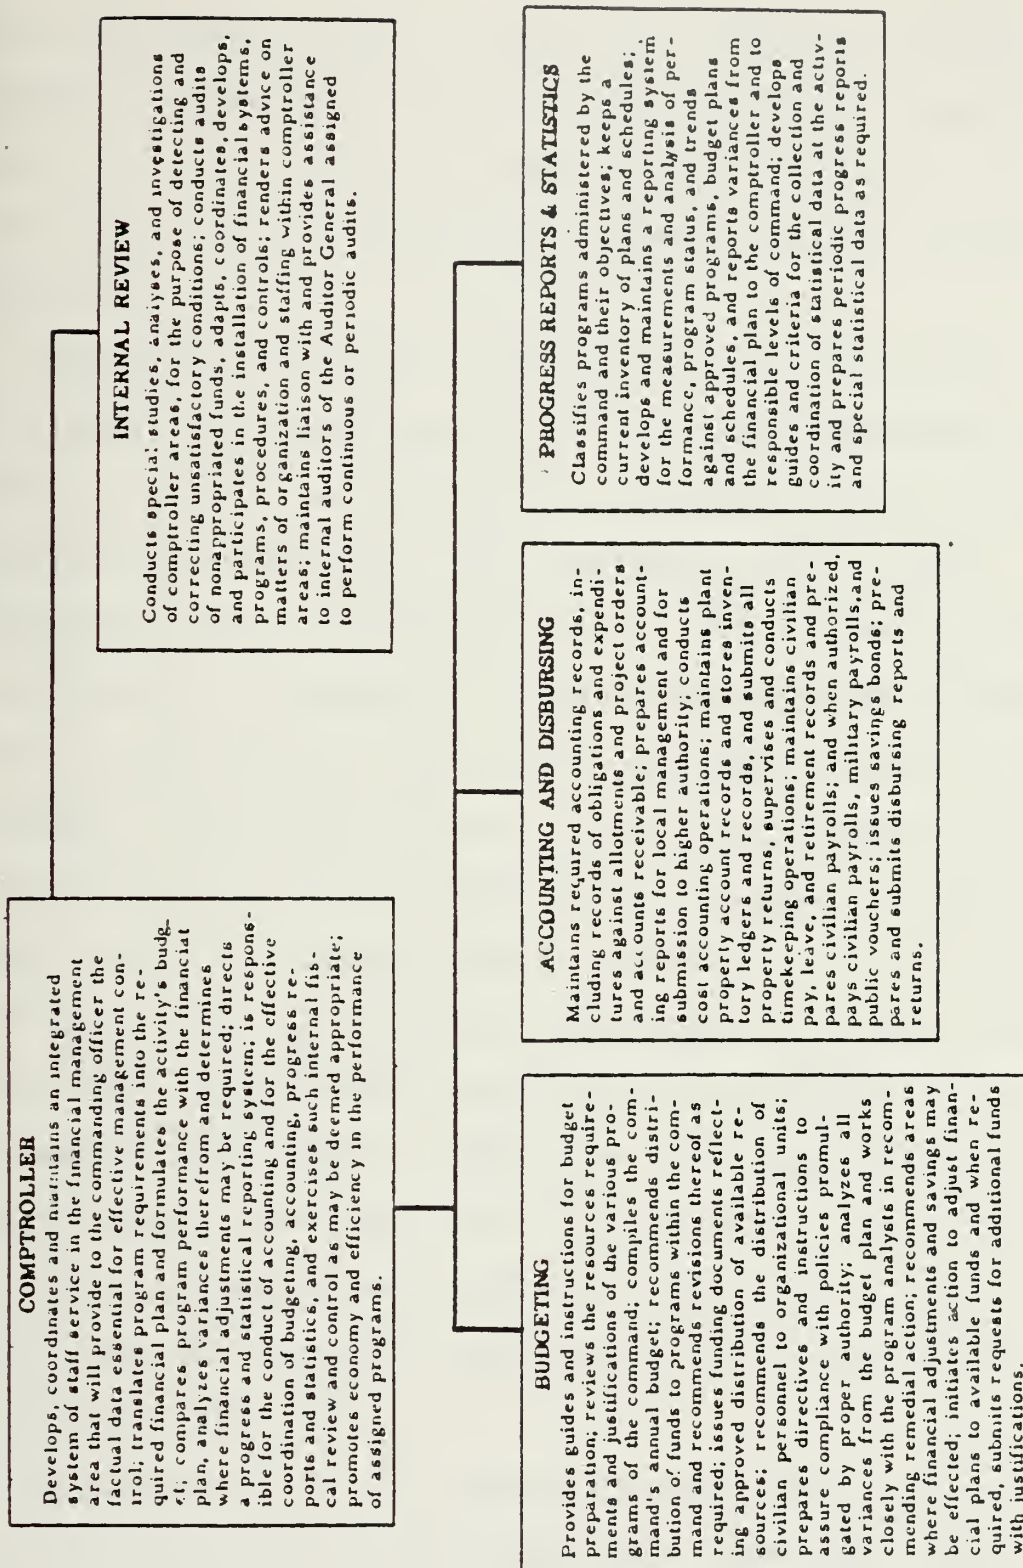 COMPTROLLER
Develops, coordinates and maintains an integrated
system of staff service in the financial management
area that will provide to the commanding officer the
factual data essential for effective management con-
trol; translates program requirements into the re-
quired financial plan and formulates the activity's budg-
et; compares program performance with the financial
plan, analyzes variances therefrom and determines
where financial adjustments may be required; directs
a progress and statistical reporting system; is respons-
ible for the conduct of accounting and for the effective
coordination of budgeting, accounting, progress re-
ports and statistics, and exercises such internal fis-
cal review and control as may be deemed appropriate;
promotes economy and efficiency in the performance
of assigned programs.
INTERNAL REVIEW
Conducts special studies, analyses, and investigations
of comptroller areas, for the purpose of detecting and
correcting unsatisfactory conditions; conducts audits
of nonappropriated funds, adapts, coordinates, develops,
and participates in the installation of financial systems,
programs, procedures, and controls; renders advice on
matters of organization and staffing within comptroller
areas; maintains liaison with and provides assistance
to internal auditors of the Auditor General assigned
to perform continuous or periodic audits.
BUDGETING
Provides guides and instructions for budget
preparation; reviews the resources require-
ments and justifications of the various pro-
grams of the command; compiles the com-
mand's annual budget; recommends distri-
bution of funds to programs within the com-
mand and recommends revisions thereof as
required; issues funding documents reflect-
ing approved distribution of available re-
sources; recommends the distribution of
civilian personnel to organizational units;
prepares directives and instructions to
assure compliance with policies promul-
gated by proper authority; analyzes all
variances from the budget plan and works
closely with the program analysts in recom-
mending remedial action; recommends areas
where financial adjustments and savings may
be effected; initiates action to adjust finan-
cial plans to available funds and when re-
quired, submits requests for additional funds
with justifications.
ACCOUNTING AND DISBURSING
Maintains required accounting records, in-
cluding records of obligations and expendi-
tures against allotments and project orders
and accounts receivable; prepares account-
ing reports for local management and for
submission to higher authority; conducts
cost accounting operations; maintains plant
property account records and stores inven-
tory ledgers and records, and submits all
property returns, supervises and conducts
timekeeping operations; maintains civilian
pay, leave, and retirement records and pre-
pares civilian payrolls; and when authorized,
pays civilian payrolls, military payrolls, and
public vouchers; issues savings bonds; pre-
pares and submits disbursing reports and
returns.
PROGRESS REPORTS & STATISTICS
Classifies programs administered by the
command and their objectives; keeps a
current inventory of plans and schedules;
develops and maintains a reporting system
for the measurements and analysis of per-
formance, program status, and trends
against approved programs, budget plans
and schedules, and reports variances from
the financial plan to the comptroller and to
responsible levels of command; develops
guides and criteria for the collection and
coordination of statistical data at the activ-
ity and prepares periodic progress reports
and special statistical data as required.